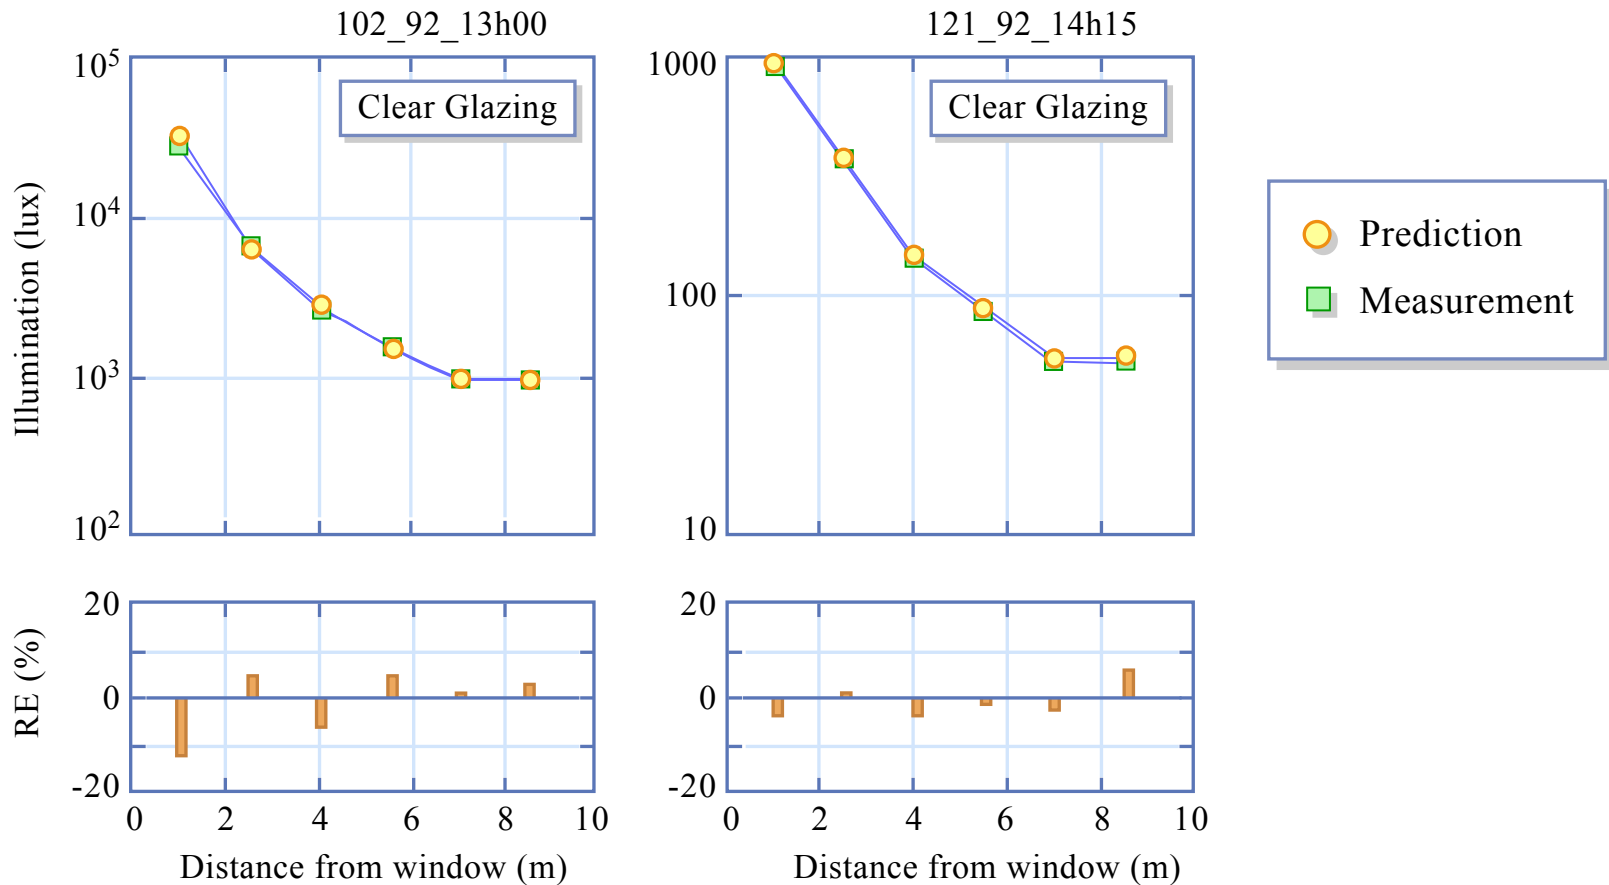 102_92_13h00
121_92_14h15
Illumination (lux)
10^5
10^4
10^3
10^2
Clear Glazing
1000
100
10
Clear Glazing
Prediction
Measurement
RE (%)
20
0
-20
20
0
-20
0 2 4 6 8 10
0 2 4 6 8 10
Distance from window (m)
Distance from window (m)